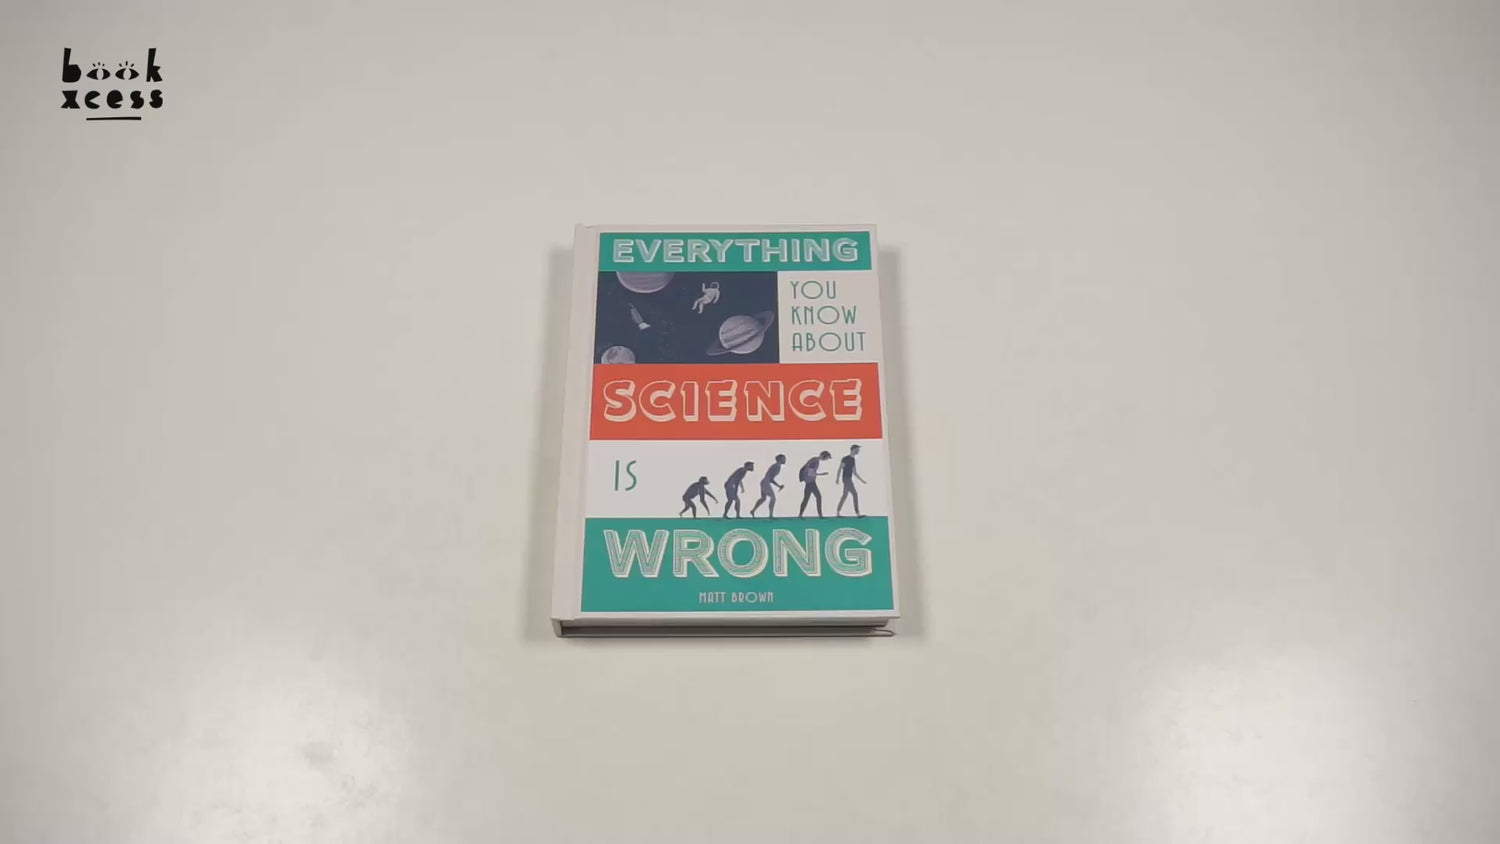 book
xcess
EVERYTHING
YOU
KNOW
ABOUT
SCIENCE
IS
WRONG
MATT BROWN